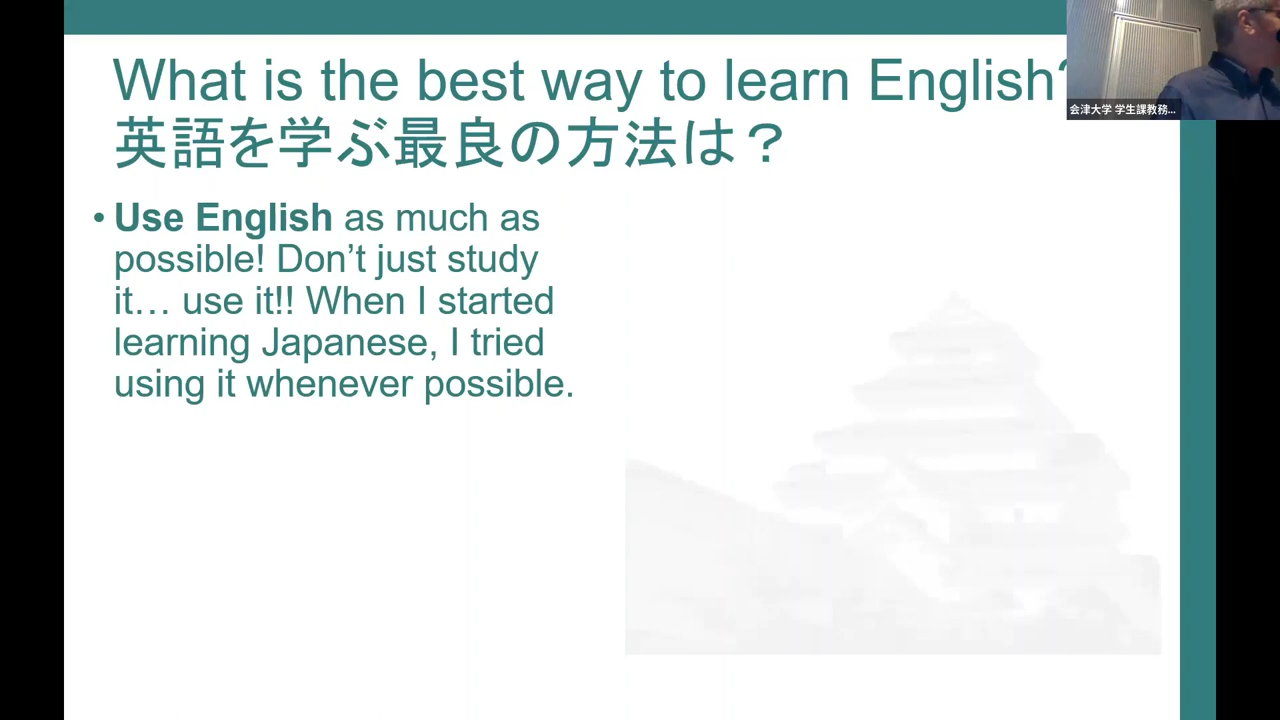 What is the best way to learn English?
英語を学ぶ最良の方法は？
• Use English as much as
possible! Don’t just study
it… use it!! When I started
learning Japanese, I tried
using it whenever possible.
会津大学 学生課教務...